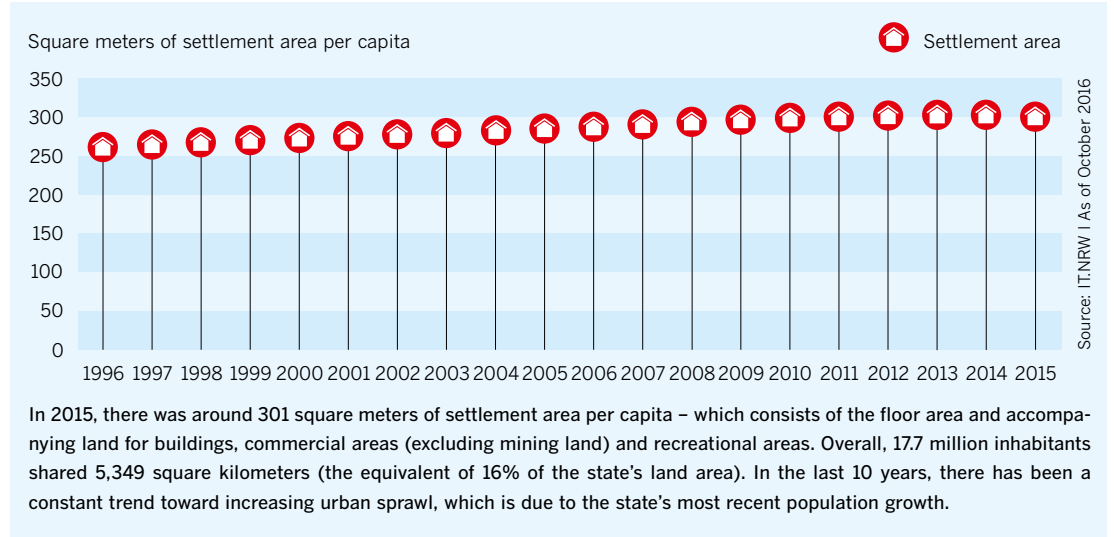 Square meters of settlement area per capita
Settlement area
350
300
250
200
150
100
50
0
1996 1997 1998 1999 2000 2001 2002 2003 2004 2005 2006 2007 2008 2009 2010 2011 2012 2013 2014 2015
Source: IT.NRW I As of October 2016
In 2015, there was around 301 square meters of settlement area per capita – which consists of the floor area and accompa-
nying land for buildings, commercial areas (excluding mining land) and recreational areas. Overall, 17.7 million inhabitants
shared 5,349 square kilometers (the equivalent of 16% of the state’s land area). In the last 10 years, there has been a
constant trend toward increasing urban sprawl, which is due to the state’s most recent population growth.